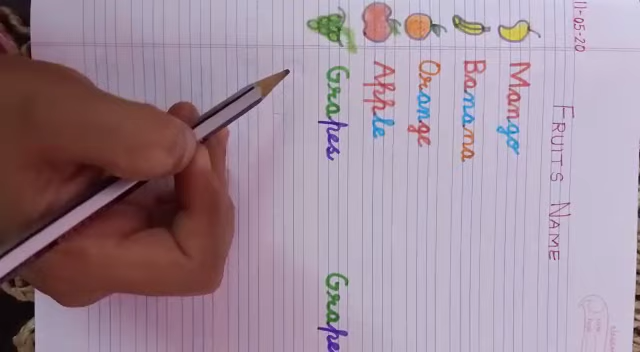 11-05-20
FRUITS NAME
Mango
Banana
Orange
Apple
Grapes Grape